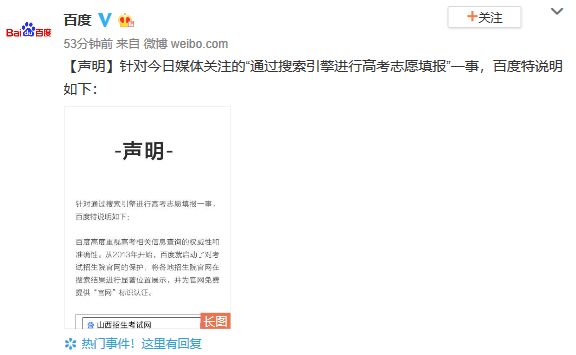 Bai百度
百度
53分钟前 来自 微博 weibo.com
+关注
【声明】针对今日媒体关注的“通过搜索引擎进行高考志愿填报”一事，百度特说明
如下：
-声明-
针对通过搜索引擎进行高考志愿填报一事，
百度特说明如下：
百度高度重视高考相关信息查询的权威性和
准确性。从2013年开始，百度就启动了对考
试招生院官网的保护，将各地招生院官网在
搜索结果进行显著位置展示，并为官网免费
提供“官网”标识认证。
山西招生考试网
长图
热门事件！这里有回复